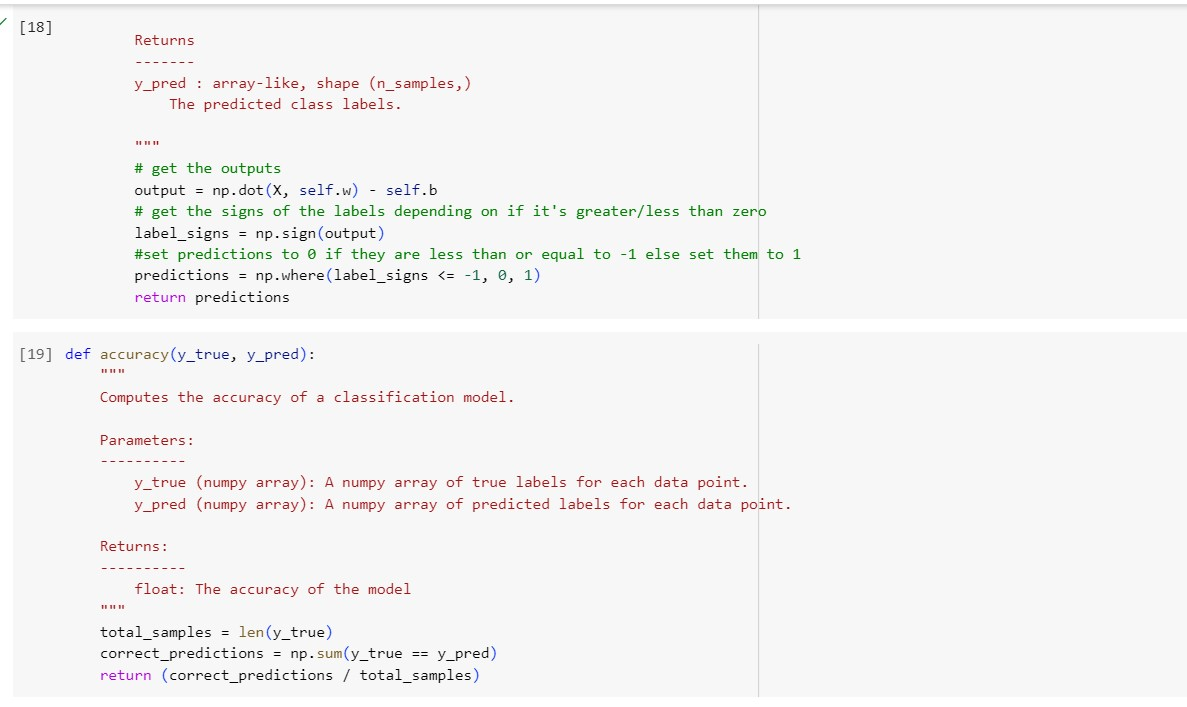 [18]
Returns
-------
y_pred : array-like, shape (n_samples,)
The predicted class labels.
"""
# get the outputs
output = np.dot(X, self.w) - self.b
# get the signs of the labels depending on if it's greater/less than zero
label_signs = np.sign(output)
#set predictions to 0 if they are less than or equal to -1 else set them to 1
predictions = np.where(label_signs <= -1, 0, 1)
return predictions
[19] def accuracy(y_true, y_pred):
"""
Computes the accuracy of a classification model.
Parameters:
----------
y_true (numpy array): A numpy array of true labels for each data point.
y_pred (numpy array): A numpy array of predicted labels for each data point.
Returns:
----------
float: The accuracy of the model
"""
total_samples = len(y_true)
correct_predictions = np.sum(y_true == y_pred)
return (correct_predictions / total_samples)